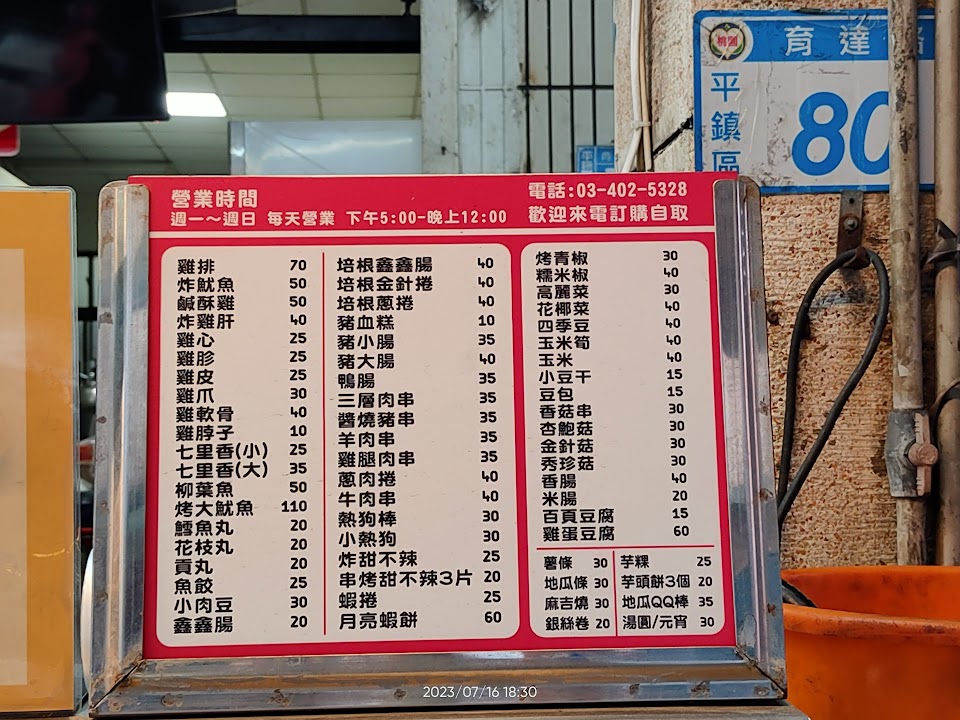 桃園
育達路
平鎮區
80
營業時間
週一～週日 每天營業 下午5:00-晚上12:00
電話:03-402-5328
歡迎來電訂購自取
雞排 70
炸魷魚 50
鹹酥雞 50
炸雞肝 40
雞心 25
雞胗 25
雞皮 25
雞爪 30
雞軟骨 40
雞脖子 10
七里香(小) 25
七里香(大) 35
柳葉魚 50
烤大魷魚 110
鱈魚丸 20
花枝丸 20
貢丸 20
魚餃 25
小肉豆 30
鑫鑫腸 20
培根鑫鑫腸 40
培根金針捲 40
培根蔥捲 40
豬血糕 10
豬小腸 35
豬大腸 40
鴨腸 35
三層肉串 35
醬燒豬串 35
羊肉串 35
雞腿肉串 35
蔥肉捲 40
牛肉串 40
熱狗棒 30
小熱狗 30
炸甜不辣 25
串烤甜不辣3片 20
蝦捲 25
月亮蝦餅 60
烤青椒 30
糯米椒 40
高麗菜 30
花椰菜 40
四季豆 40
玉米筍 40
玉米 40
小豆干 15
豆包 15
香菇串 30
杏鮑菇 30
金針菇 30
秀珍菇 30
香腸 40
米腸 20
百頁豆腐 15
雞蛋豆腐 60
薯條 30
地瓜條 30
麻吉燒 30
銀絲卷 20
芋粿 25
芋頭餅3個 20
地瓜QQ棒 35
湯圓/元宵 30
2023/07/16 18:30